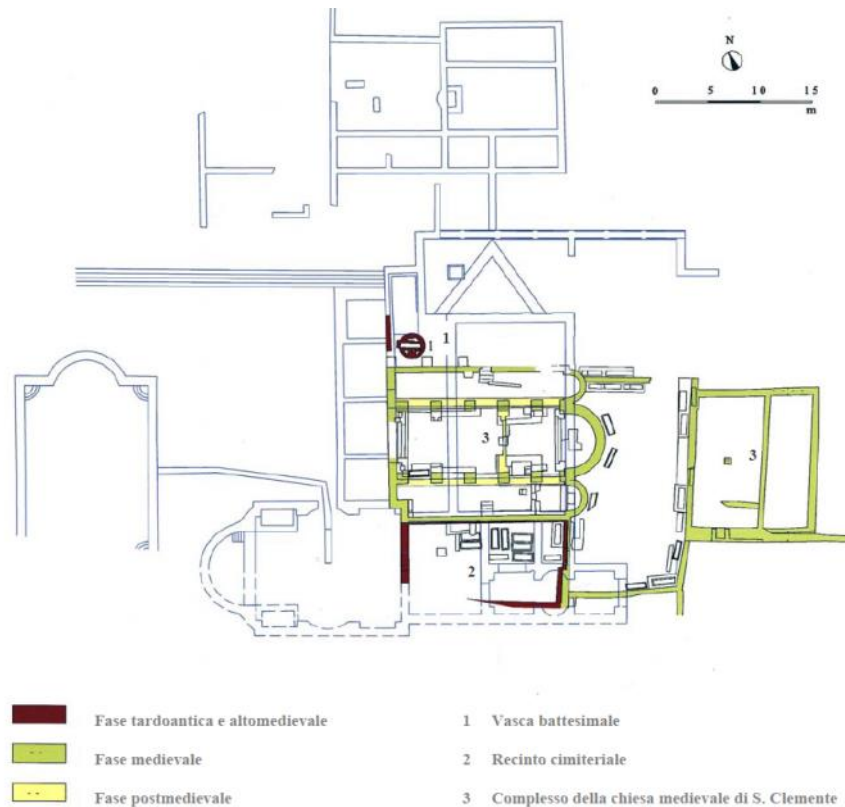 N
0 5 10 15
m
1 1
3
3
2
Fase tardoantica e altomedievale
Fase medievale
Fase postmedievale
1 Vasca battesimale
2 Recinto cimiteriale
3 Complesso della chiesa medievale di S. Clemente